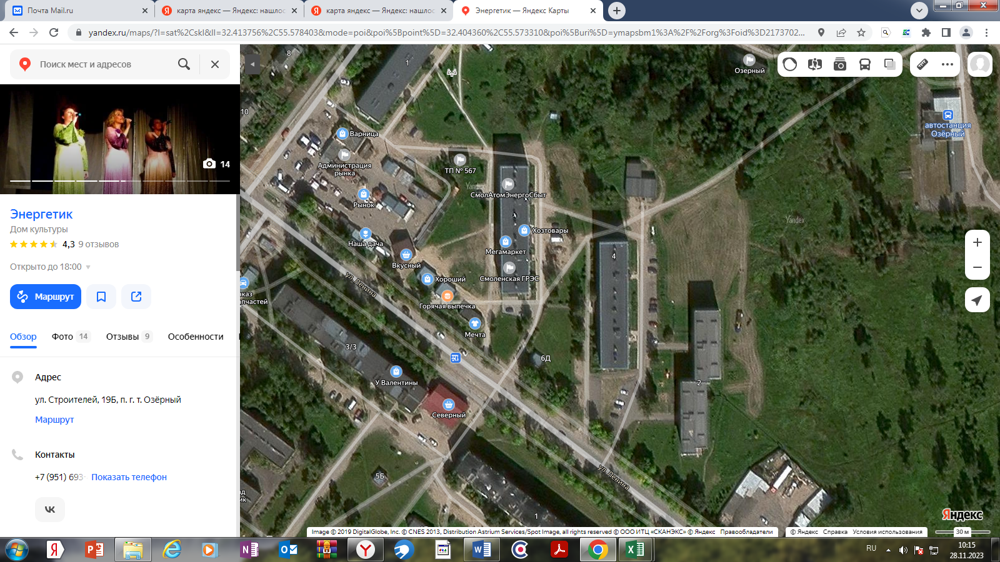 Почта Mail.ru
карта яндекс — Яндекс: нашлос
карта яндекс — Яндекс: нашлос
Энергетик — Яндекс Карты
yandex.ru/maps/?l=sat%2Cskl&ll=32.413756%2C55.578403&mode=poi&poi%5Bpoint%5D=32.404360%2C55.573310&poi%5Buri%5D=ymapsbm1%3A%2F%2Forg%3Foid%3D2173702...
Поиск мест и адресов
14
Энергетик
Дом культуры
4,3 9 отзывов
Открыто до 18:00
Маршрут
Обзор
Фото 14
Отзывы 9
Особенности
Адрес
ул. Строителей, 19Б, п. г. т. Озёрный
Маршрут
Контакты
+7 (951) 693
Показать телефон
8
1
10
Озерный
автостанция
Озёрный
Варница
Администрация
рынка
ТП № 567
Yandex
СмолАтомЭнергоСбыт
Рынок
Yandex
Хозтовары
Наша дача
Мегамаркет
4
Вкусный
Хороший
Смоленская ГРЭС
ул. Ленина
аказ
пчастей
Горячая выпечка
Мечта
3/3
6Д
У Валентины
2
Северный
ул. Ленина
5Б
1
Яндекс
Image © 2019 DigitalGlobe, Inc. © CNES 2013, Distribution Astrium Services/Spot Image, all rights reserved © ООО ИТЦ «СКАНЭКС» © Яндекс Правообладатели
© Яндекс Справка Условия использования
30 м
RU
10:15
28.11.2023